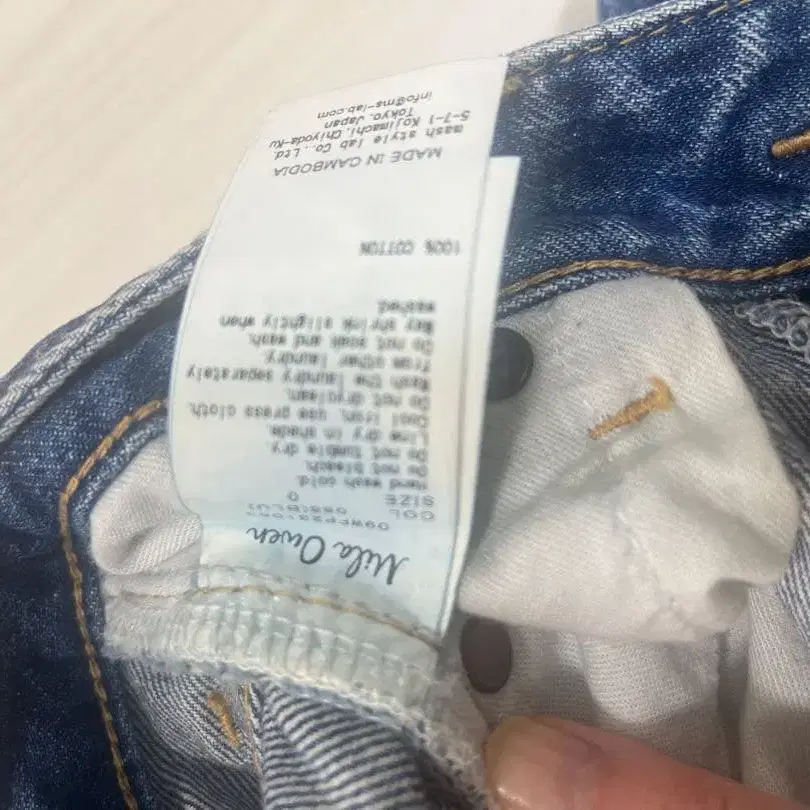 Mila Owen
COL 088(BLU)
SIZE 0
Hand wash cold.
Do not bleach.
Do not tumble dry
Line dry in shade.
Cool iron, use press cloth.
Do not dryclean.
Wash the laundry separately
from other laundry.
Do not soak and wash.
May shrink slightly when
washed.
100% COTTON
MADE IN CAMBODIA
mash style lab Co., Ltd.
5-7-1 Kojimachi, Chiyoda-Ku
Tokyo, Japan
info@ms-lab.com